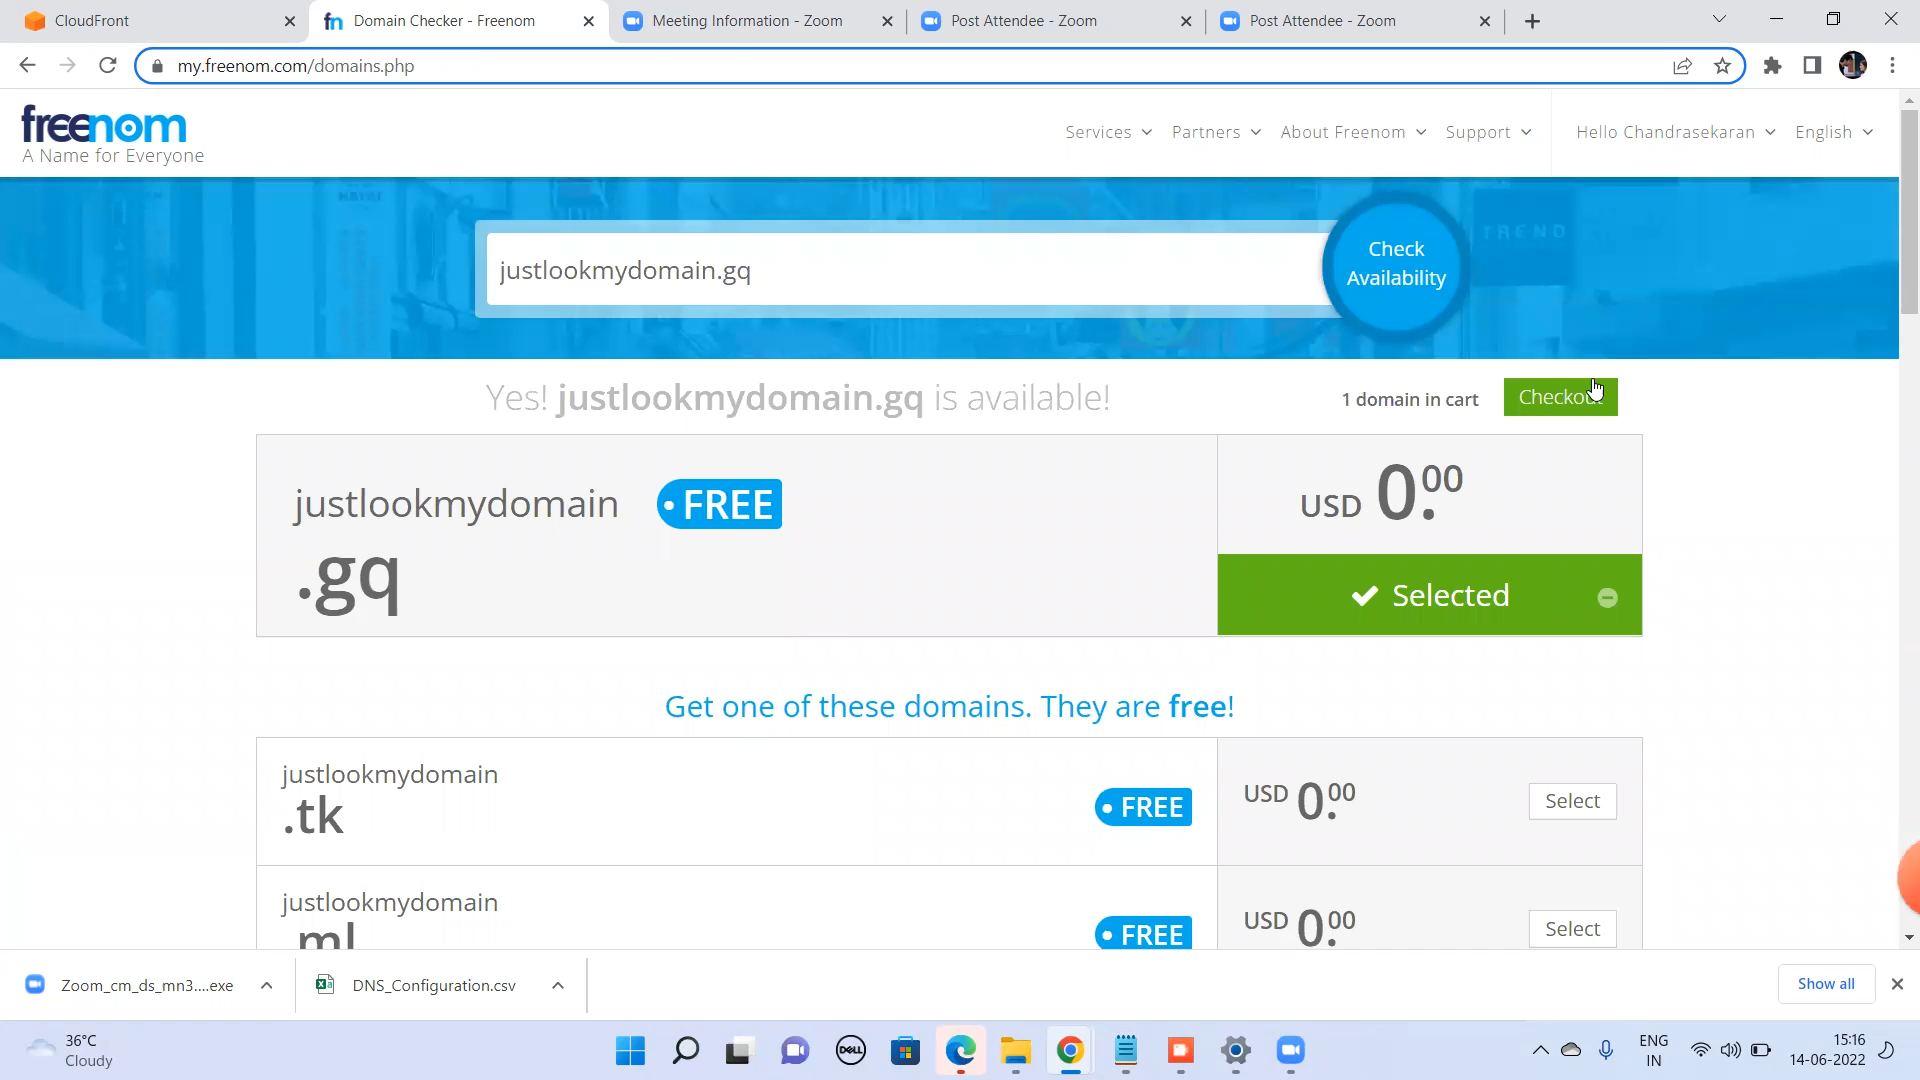 CloudFront
Domain Checker - Freenom
Meeting Information - Zoom
Post Attendee - Zoom
Post Attendee - Zoom
my.freenom.com/domains.php
freenom
A Name for Everyone
Services
Partners
About Freenom
Support
Hello Chandrasekaran
English
TREND
justlookmydomain.gq
Check
Availability
Yes! justlookmydomain.gq is available!
1 domain in cart
Checkout
justlookmydomain
FREE
.gq
USD 0.00
Selected
Get one of these domains. They are free!
justlookmydomain
.tk
FREE
USD 0.00
Select
justlookmydomain
.ml
FREE
USD 0.00
Select
Zoom_cm_ds_mn3....exe
DNS_Configuration.csv
Show all
36°C
Cloudy
DELL
ENG
IN
15:16
14-06-2022